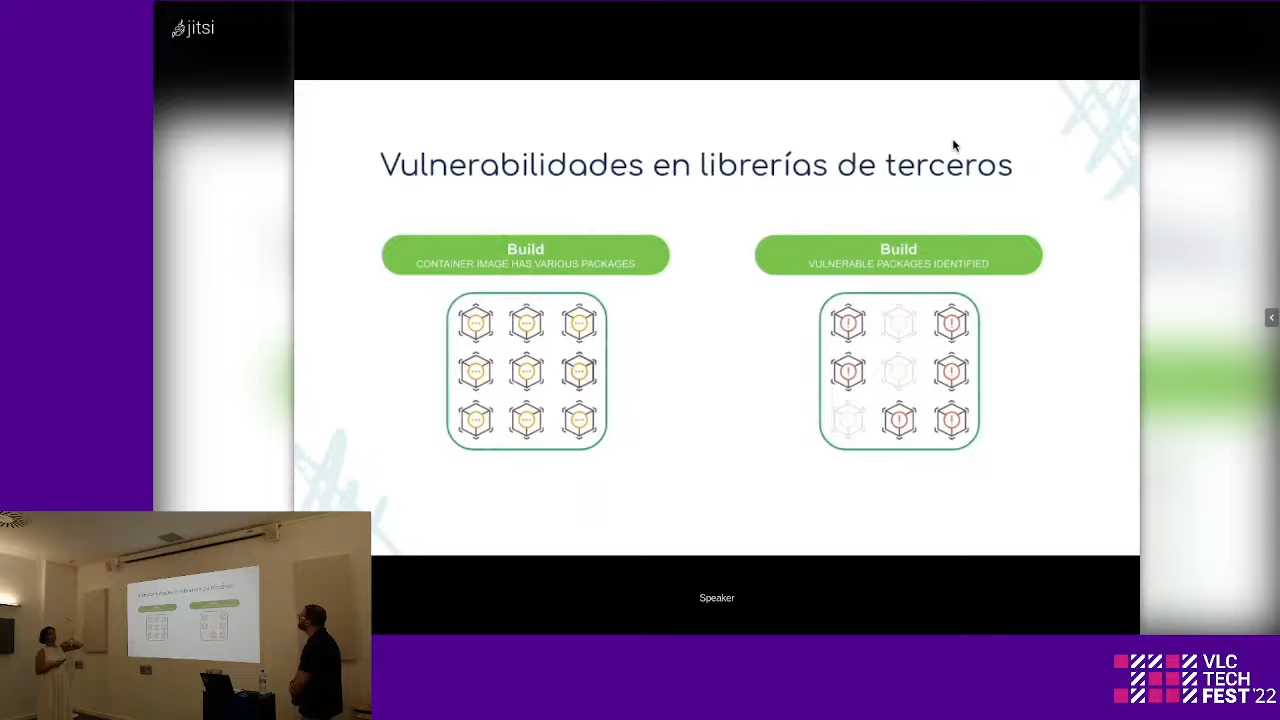 jitsi
Vulnerabilidades en librerías de terceros
Build
CONTAINER IMAGE HAS VARIOUS PACKAGES
Build
VULNERABLE PACKAGES IDENTIFIED
Speaker
VLC
TECH
FEST'22